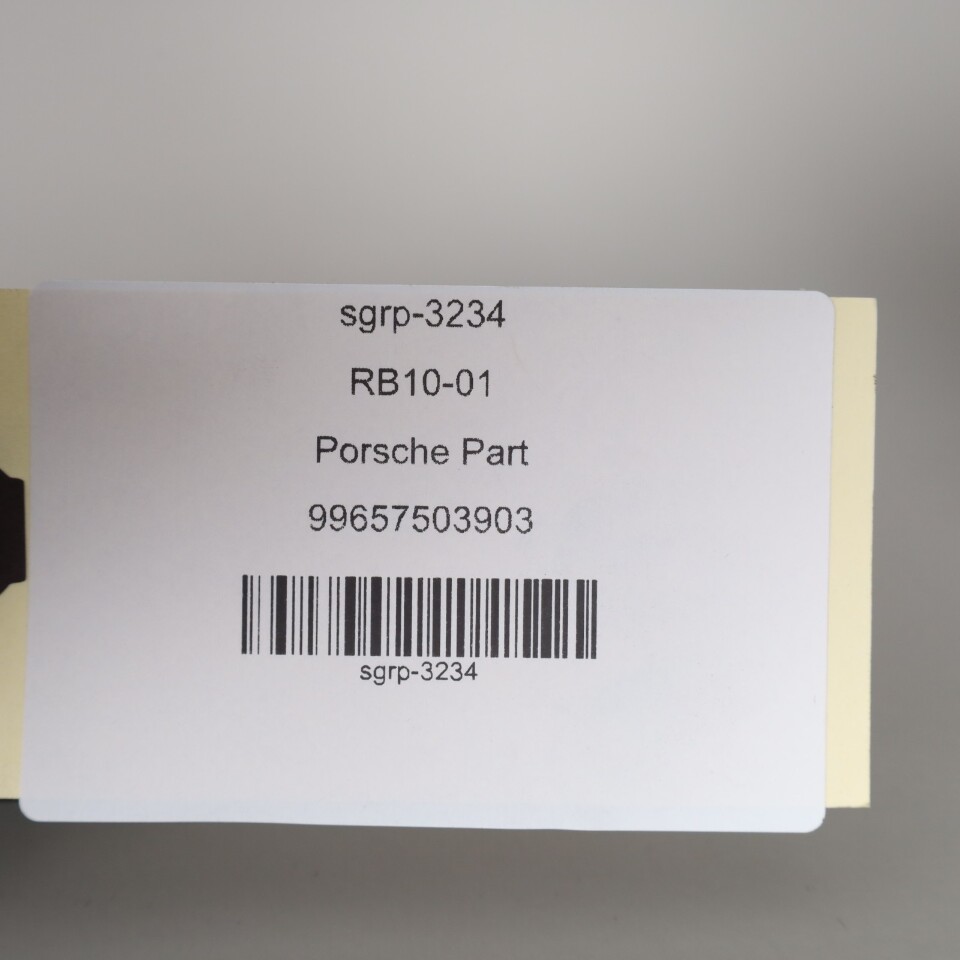 sgrp-3234
RB10-01
Porsche Part
99657503903
sgrp-3234